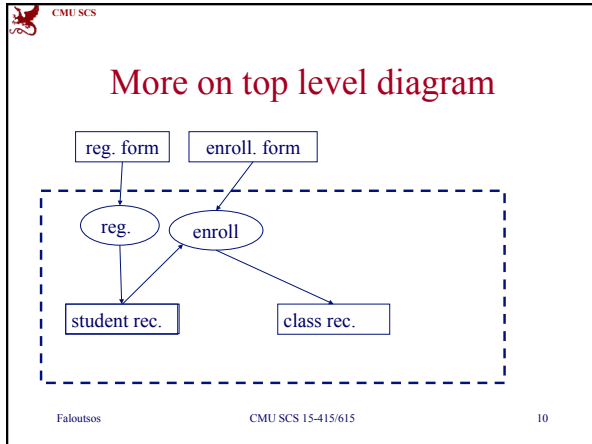 CMU SCS
More on top level diagram
reg. form
enroll. form
reg.
enroll
student rec.
class rec.
Faloutsos
CMU SCS 15-415/615
10